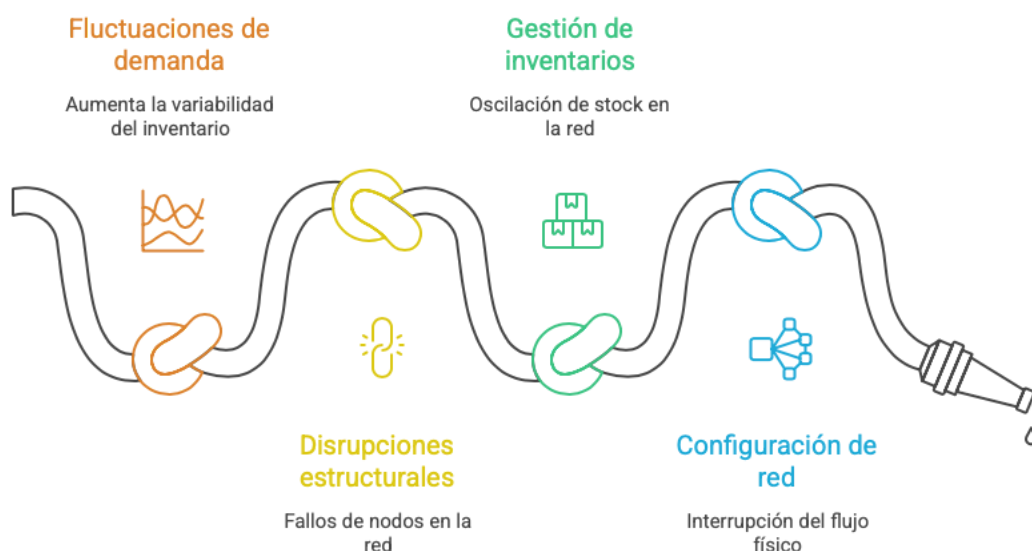 Fluctuaciones de
demanda
Aumenta la variabilidad
del inventario
Gestión de
inventarios
Oscilación de stock en
la red
Disrupciones
estructurales
Fallos de nodos en la
red
Configuración de
red
Interrupción del flujo
físico